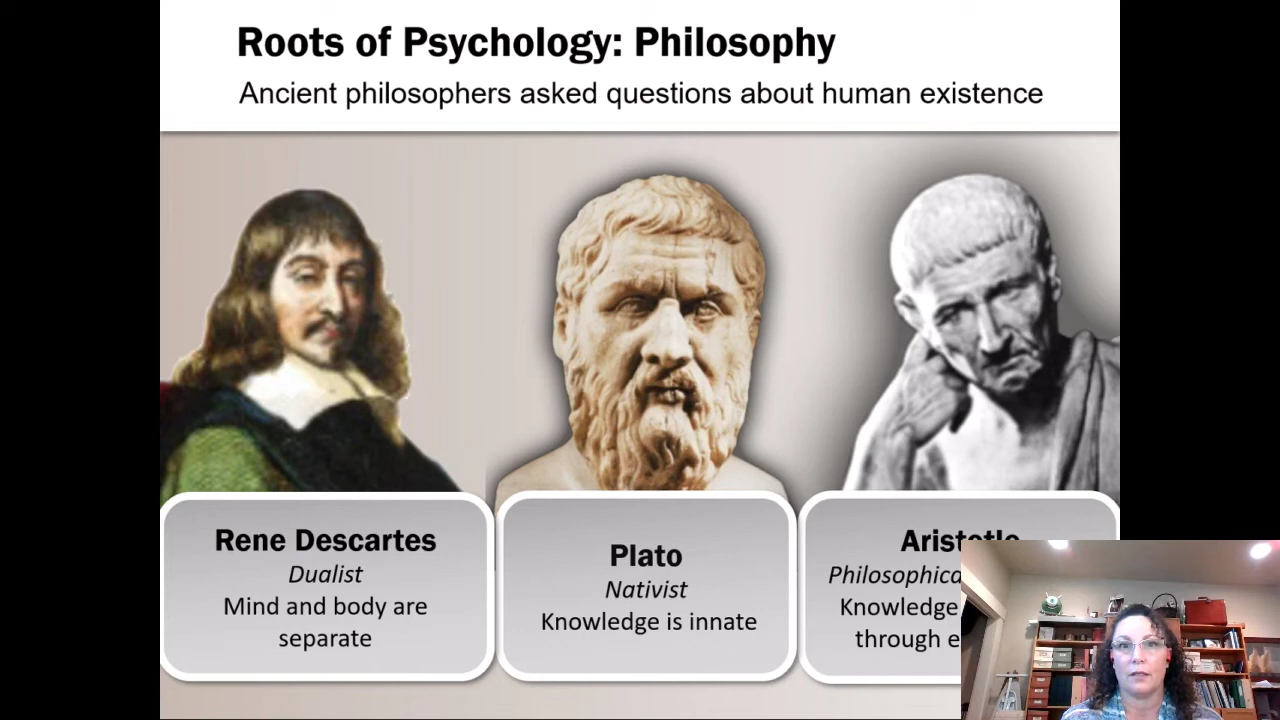 Roots of Psychology: Philosophy
Ancient philosophers asked questions about human existence
Rene Descartes
Dualist
Mind and body are
separate
Plato
Nativist
Knowledge is innate
Aristotle
Knowledge
through